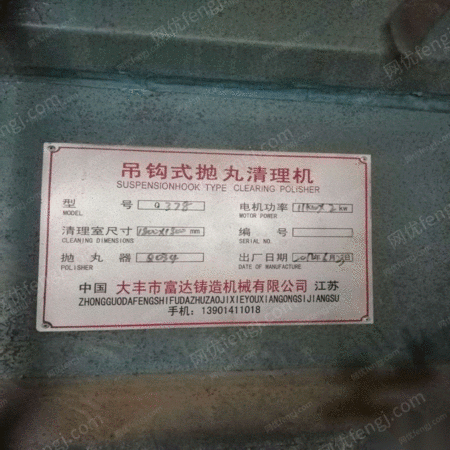 吊钩式抛丸清理机
SUSPENSIONHOOK TYPE CLEARING POLISHER
型 号 Q378 电机功率 kw
MODEL MOTOR POWER
清理室尺寸 mm 编 号
CLEANING DIMENSIONS SERIAL NO.
抛 丸 器 出厂日期
POLISHER DATE OF MANUFACTURE
中国 大丰市富达铸造机械有限公司 江苏
ZHONGGUODAFENGSHIFUDAZHUZAOJIXIEYOUXIANGONGSIJIANGSU
手机：13901411018